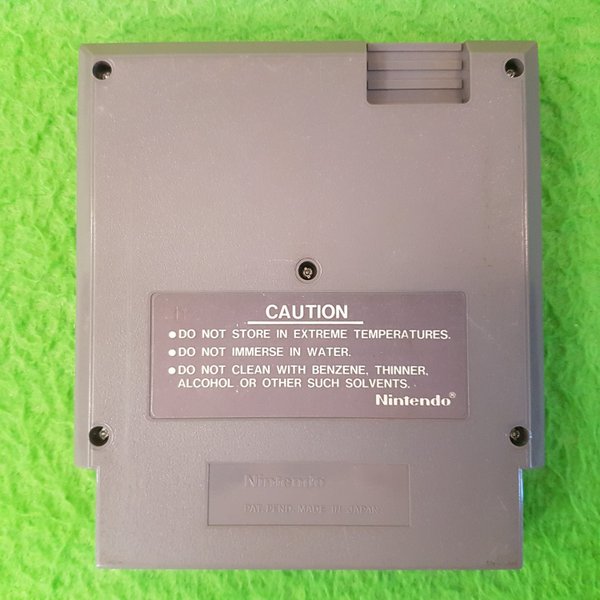 CAUTION
●DO NOT STORE IN EXTREME TEMPERATURES.
●DO NOT IMMERSE IN WATER.
●DO NOT CLEAN WITH BENZENE, THINNER,
ALCOHOL OR OTHER SUCH SOLVENTS.
Nintendo®
Nintendo
PAT. PEND. MADE IN JAPAN